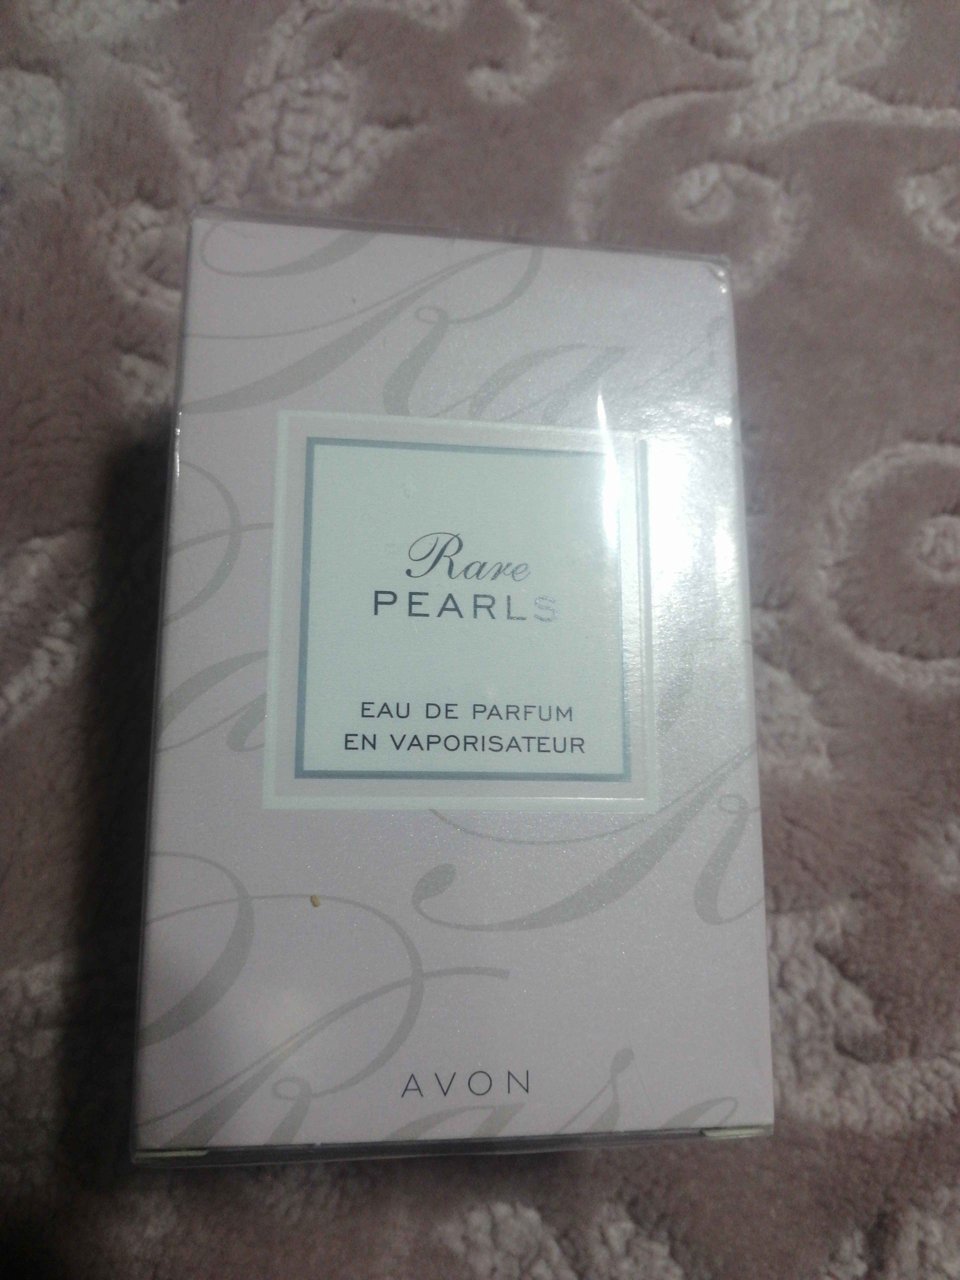 Rare
PEARLS
EAU DE PARFUM
EN VAPORISATEUR
AVON